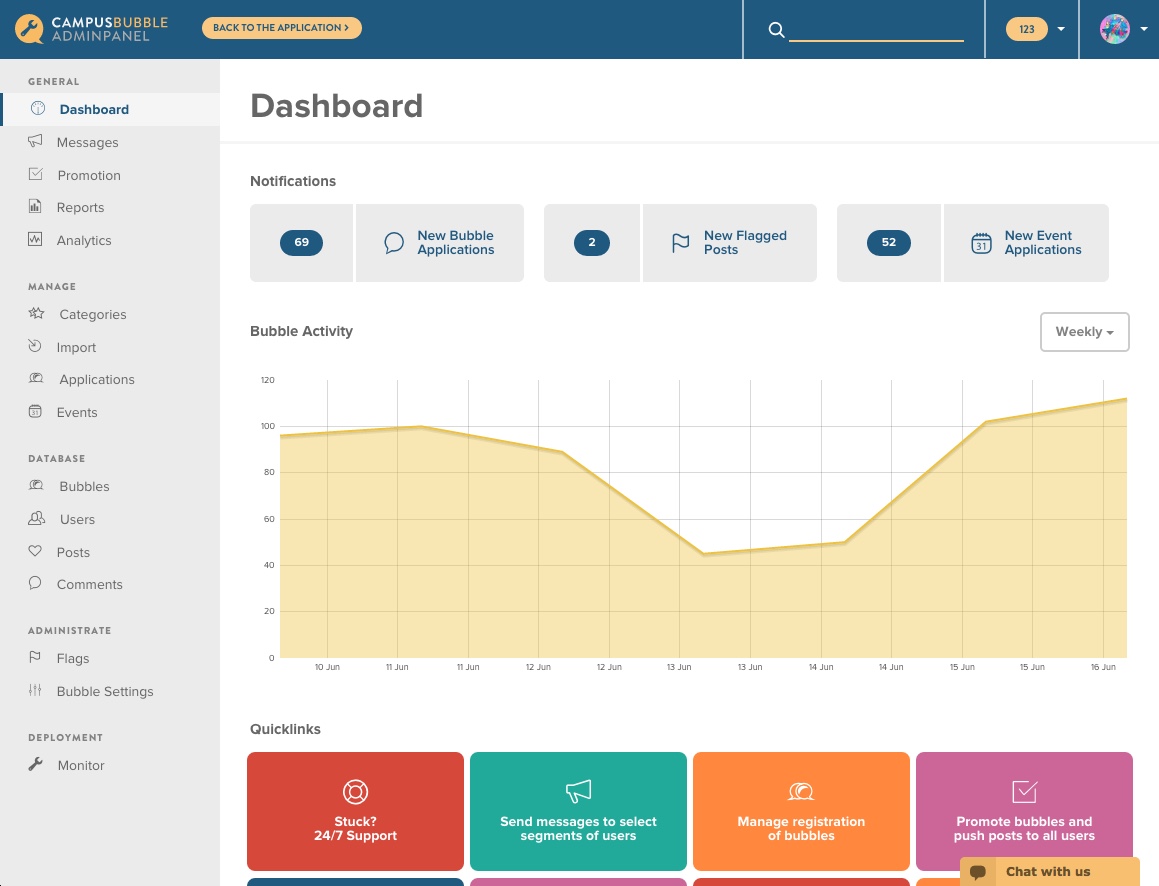 CAMPUSBUBBLE
ADMINPANEL
BACK TO THE APPLICATION >
123
GENERAL
Dashboard
Messages
Promotion
Reports
Analytics
MANAGE
Categories
Import
Applications
31
Events
DATABASE
Bubbles
Users
Posts
Comments
ADMINISTRATE
Flags
Bubble Settings
DEPLOYMENT
Monitor
Dashboard
Notifications
69
New Bubble
Applications
2
New Flagged
Posts
52
31
New Event
Applications
Bubble Activity
Weekly
120
100
80
60
40
20
0
10 Jun 11 Jun 11 Jun 12 Jun 12 Jun 13 Jun 13 Jun 14 Jun 14 Jun 15 Jun 15 Jun 16 Jun
Quicklinks
Stuck?
24/7 Support
Send messages to select
segments of users
Manage registration
of bubbles
Promote bubbles and
push posts to all users
Chat with us